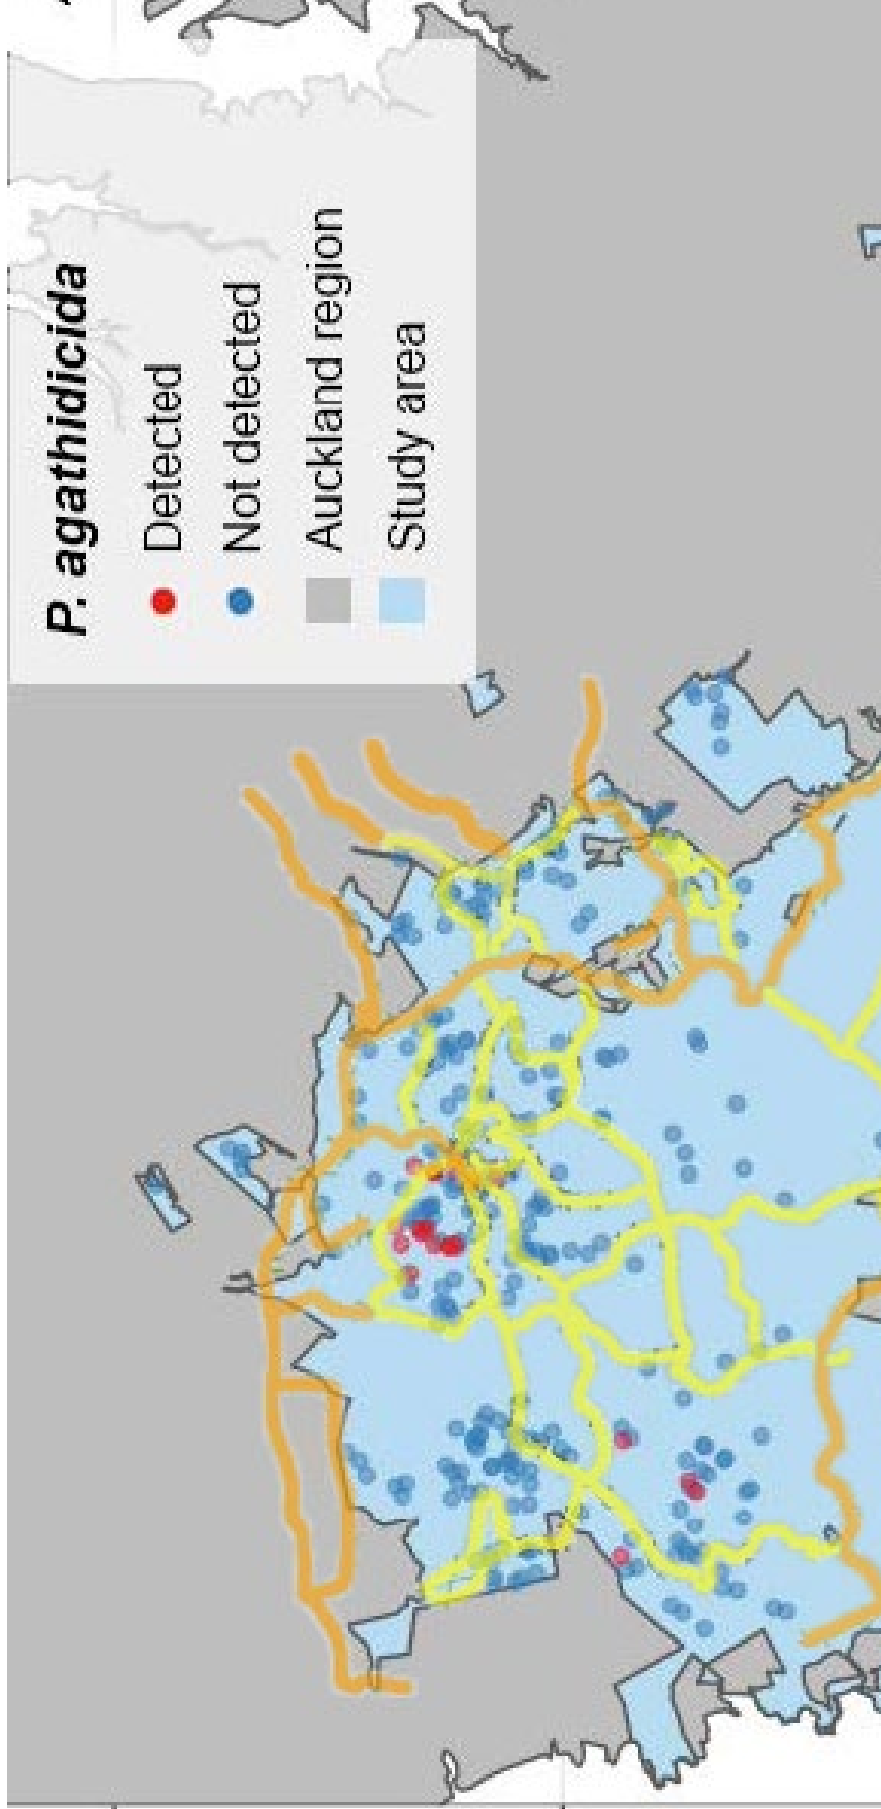 P. agathidicida
Detected
Not detected
Auckland region
Study area